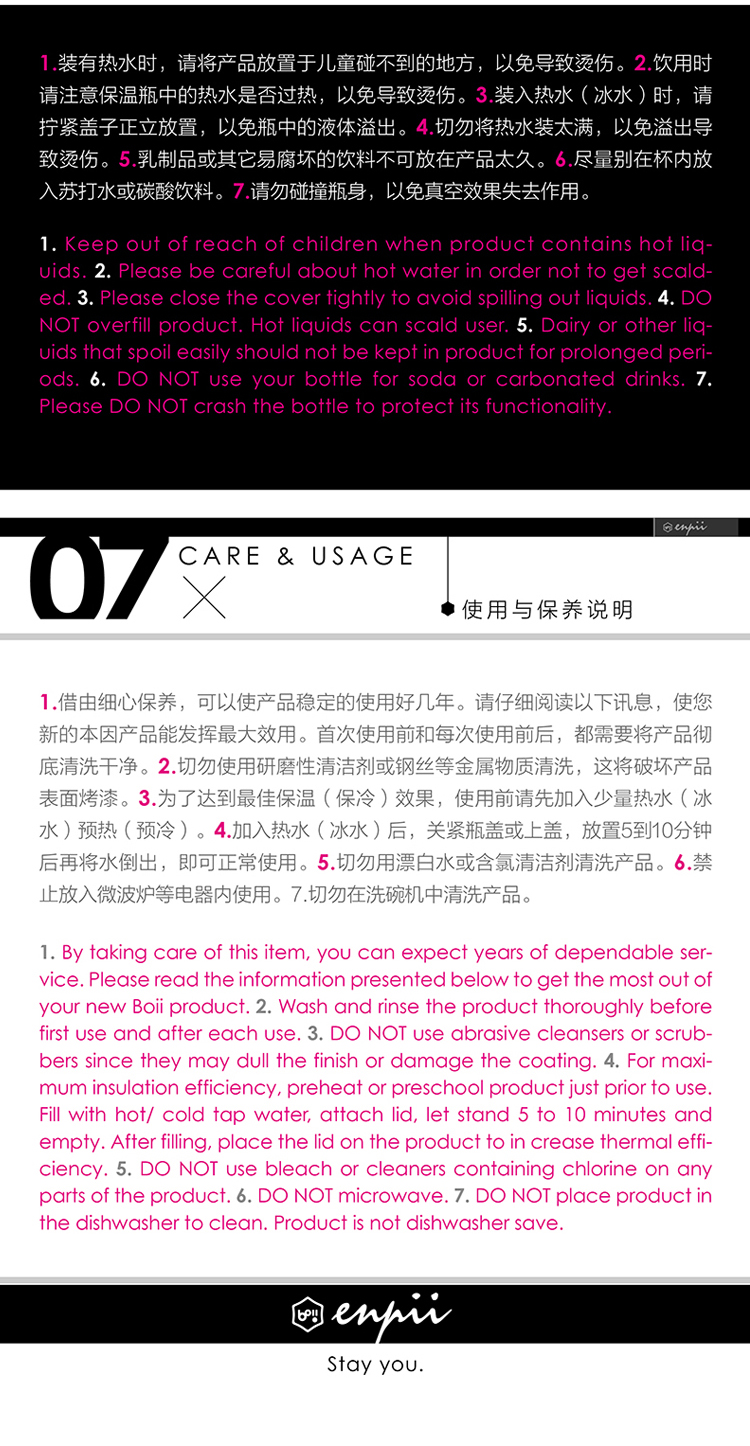 1.装有热水时，请将产品放置于儿童碰不到的地方，以免导致烫伤。2.饮用时
请注意保温瓶中的热水是否过热，以免导致烫伤。3.装入热水（冰水）时，请
拧紧盖子正立放置，以免瓶中的液体溢出。4.切勿将热水装太满，以免溢出导
致烫伤。5.乳制品或其它易腐坏的饮料不可放在产品太久。6.尽量别在杯内放
入苏打水或碳酸饮料。7.请勿碰撞瓶身，以免真空效果失去作用。
1. Keep out of reach of children when product contains hot liq-
uids. 2. Please be careful about hot water in order not to get scald-
ed. 3. Please close the cover tightly to avoid spilling out liquids. 4. DO
NOT overfill product. Hot liquids can scald user. 5. Dairy or other liq-
uids that spoil easily should not be kept in product for prolonged peri-
ods. 6. DO NOT use your bottle for soda or carbonated drinks. 7.
Please DO NOT crash the bottle to protect its functionality.
enpii
07 CARE & USAGE
使用与保养说明
1.借由细心保养，可以使产品稳定的使用好几年。请仔细阅读以下讯息，使您
新的本因产品能发挥最大效用。首次使用前和每次使用前后，都需要将产品彻
底清洗干净。2.切勿使用研磨性清洁剂或钢丝等金属物质清洗，这将破坏产品
表面烤漆。3.为了达到最佳保温（保冷）效果，使用前请先加入少量热水（冰
水）预热（预冷）。4.加入热水（冰水）后，关紧瓶盖或上盖，放置5到10分钟
后再将水倒出，即可正常使用。5.切勿用漂白水或含氯清洁剂清洗产品。6.禁
止放入微波炉等电器内使用。7.切勿在洗碗机中清洗产品。
1. By taking care of this item, you can expect years of dependable ser-
vice. Please read the information presented below to get the most out of
your new Boii product. 2. Wash and rinse the product thoroughly before
first use and after each use. 3. DO NOT use abrasive cleansers or scrub-
bers since they may dull the finish or damage the coating. 4. For maxi-
mum insulation efficiency, preheat or preschool product just prior to use.
Fill with hot/ cold tap water, attach lid, let stand 5 to 10 minutes and
empty. After filling, place the lid on the product to in crease thermal effi-
ciency. 5. DO NOT use bleach or cleaners containing chlorine on any
parts of the product. 6. DO NOT microwave. 7. DO NOT place product in
the dishwasher to clean. Product is not dishwasher save.
boii enpii
Stay you.